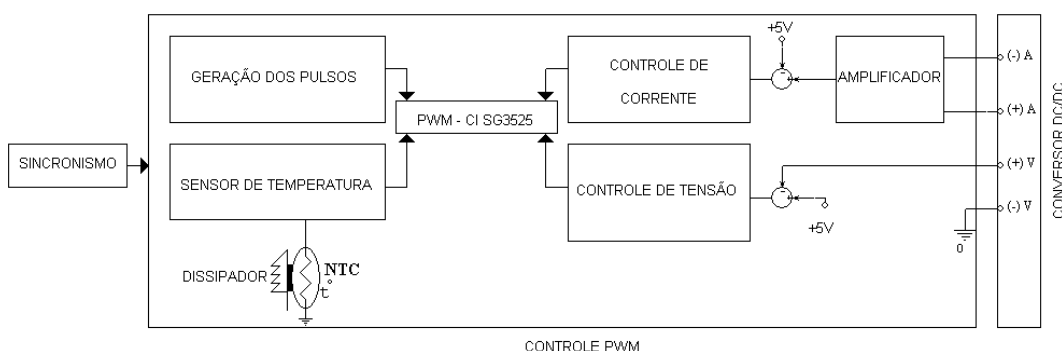 +5V
(-) A
GERAÇÃO DOS PULSOS
CONTROLE DE
CORRENTE
AMPLIFICADOR
(+) A
PWM - CI SG3525
SINCRONISMO
SENSOR DE TEMPERATURA
CONTROLE DE TENSÃO
(+) V
+5V
(-) V
0
DISSIPADOR
NTC
t°
CONVERSOR DC/DC
CONTROLE PWM